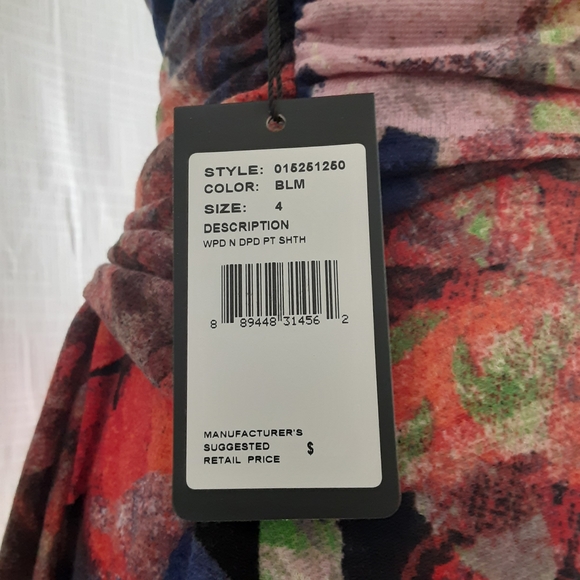 STYLE: 015251250
COLOR: BLM
SIZE: 4
DESCRIPTION
WPD N DPD PT SHTH
8 89448 31456 2
MANUFACTURER'S
SUGGESTED
RETAIL PRICE $